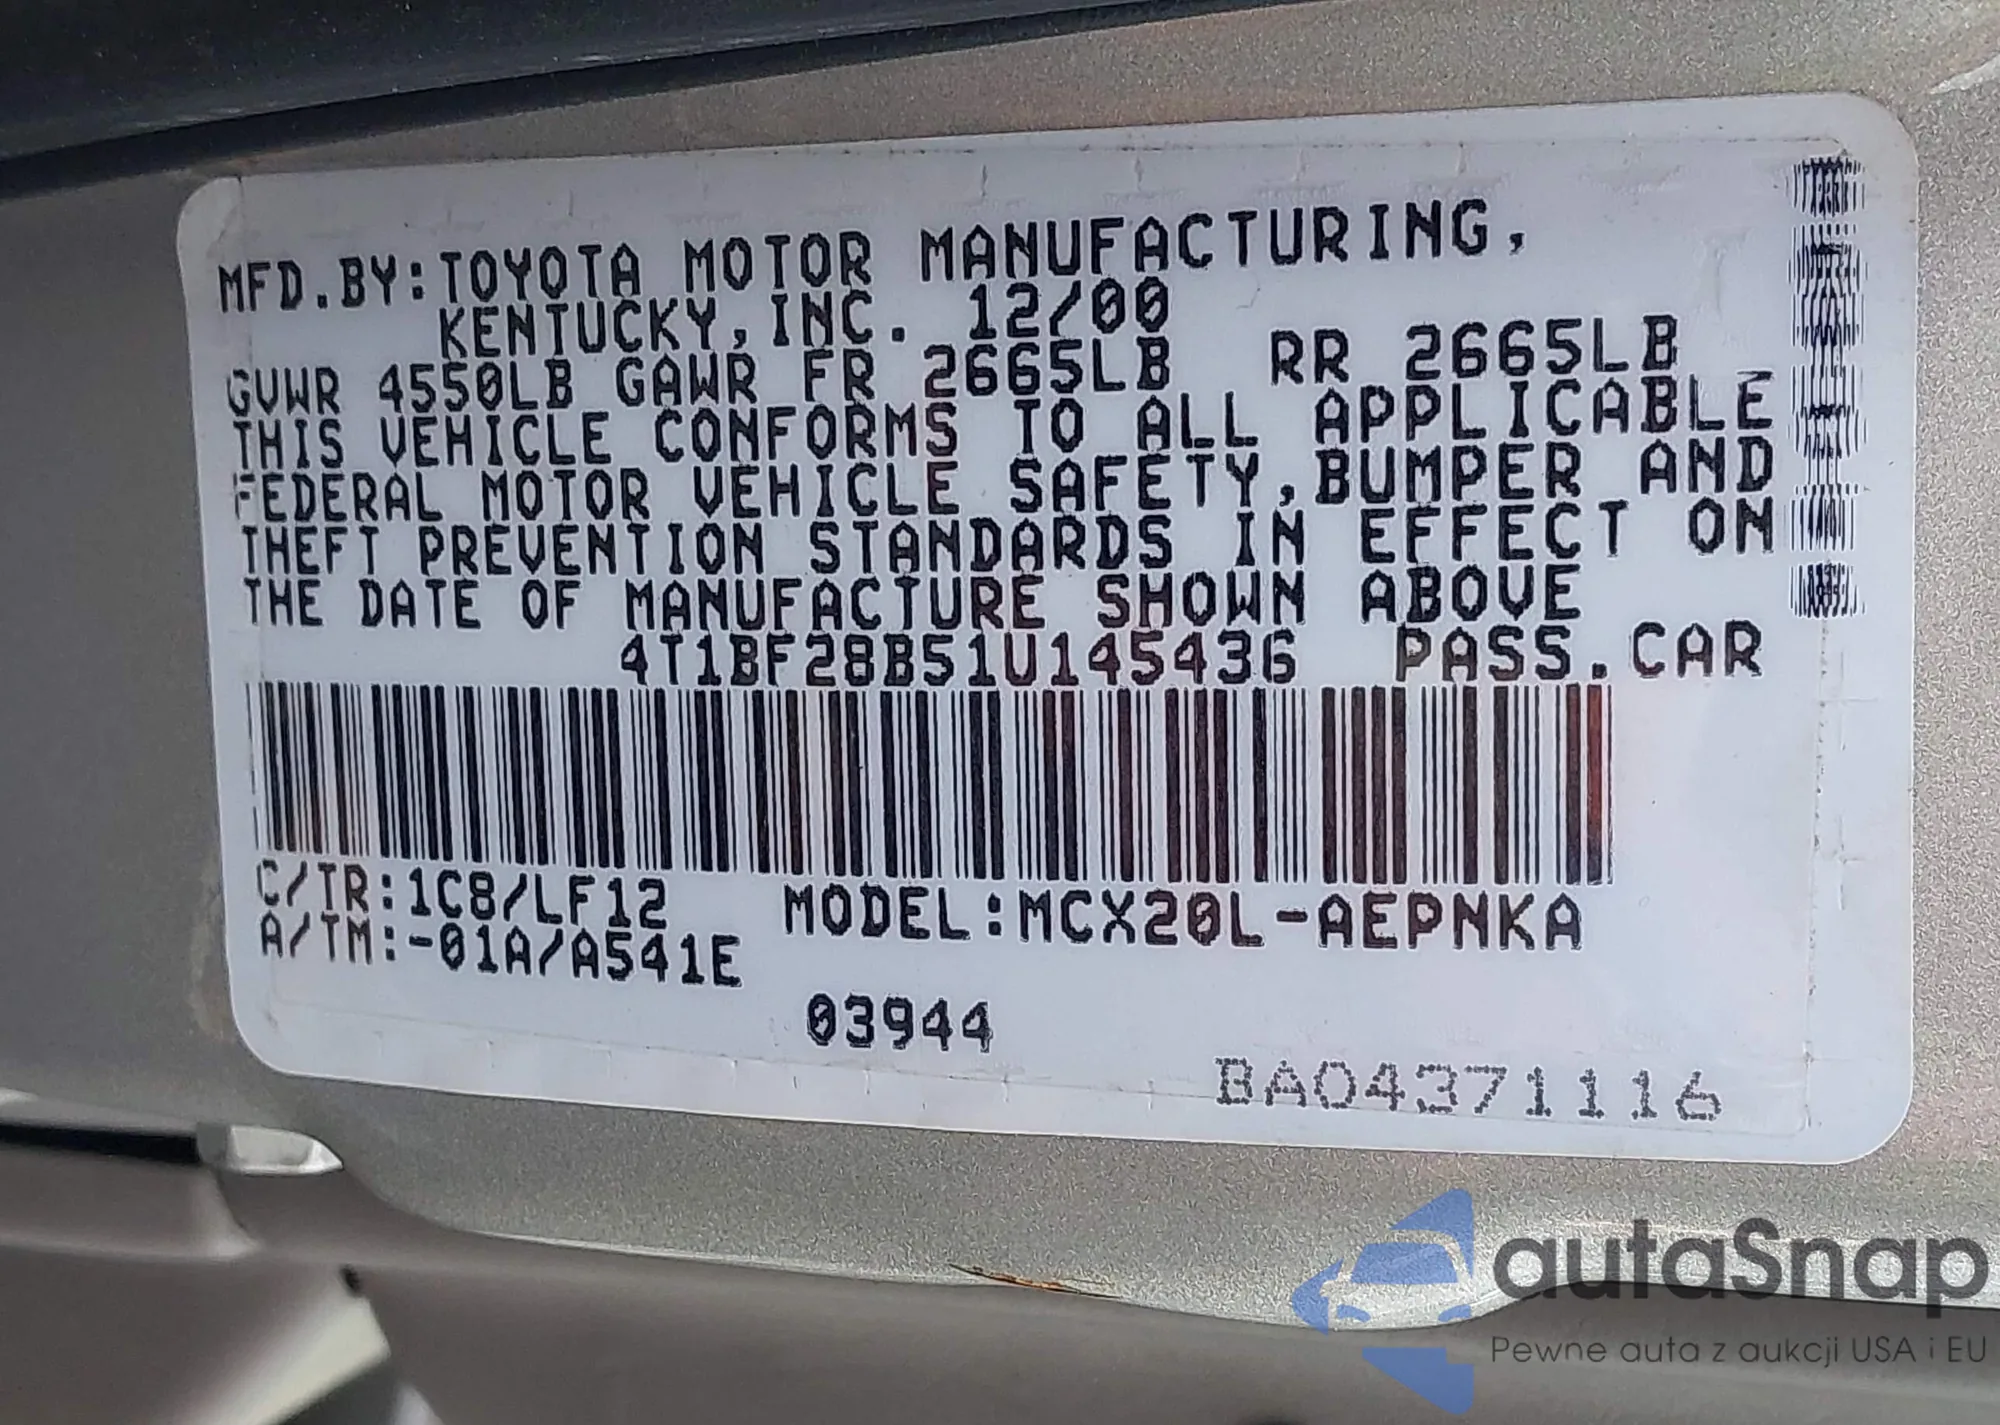 MFD.BY:TOYOTA MOTOR MANUFACTURING,
KENTUCKY,INC. 12/00
GVWR 4550LB GAWR FR 2665LB RR 2665LB
THIS VEHICLE CONFORMS TO ALL APPLICABLE
FEDERAL MOTOR VEHICLE SAFETY,BUMPER AND
THEFT PREVENTION STANDARDS IN EFFECT ON
THE DATE OF MANUFACTURE SHOWN ABOVE
4T1BF28B51U145436 PASS.CAR
C/TR:1C8/LF12 MODEL:MCX20L-AEPNKA
A/TM:-01A/A541E
03944
BA04371116
autaSnap
Pewne auta z aukcji USA i EU